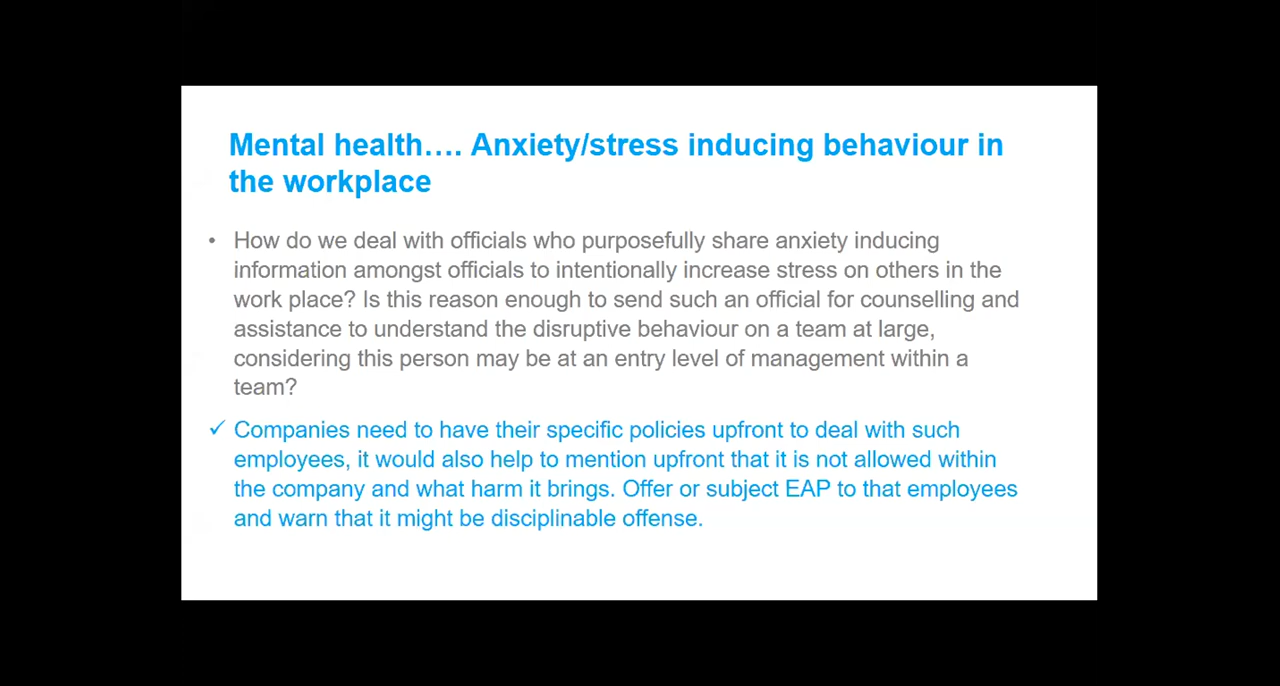 Mental health…. Anxiety/stress inducing behaviour in
the workplace
• How do we deal with officials who purposefully share anxiety inducing
information amongst officials to intentionally increase stress on others in the
work place? Is this reason enough to send such an official for counselling and
assistance to understand the disruptive behaviour on a team at large,
considering this person may be at an entry level of management within a
team?
✓ Companies need to have their specific policies upfront to deal with such
employees, it would also help to mention upfront that it is not allowed within
the company and what harm it brings. Offer or subject EAP to that employees
and warn that it might be disciplinable offense.